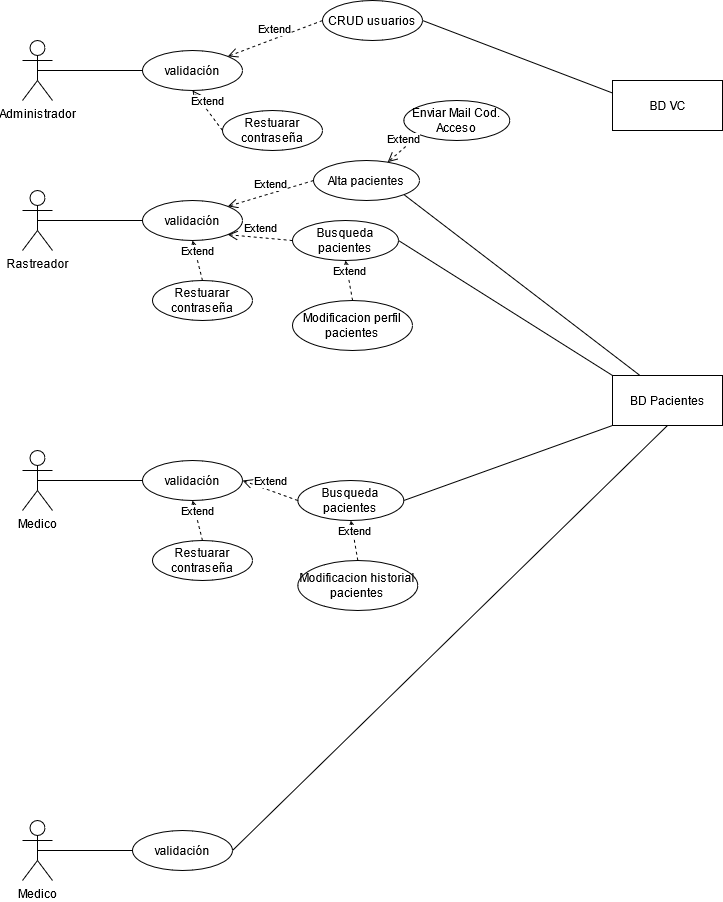 CRUD usuarios
Extend
validación
Administrador
Extend
Restuarar
contraseña
BD VC
Enviar Mail Cod.
Acceso
Extend
Alta pacientes
Extend
validación
Rastreador
Extend
Busqueda
pacientes
Extend
Extend
Restuarar
contraseña
Modificacion perfil
pacientes
BD Pacientes
validación
Medico
Extend
Busqueda
pacientes
Extend
Extend
Restuarar
contraseña
Modificacion historial
pacientes
validación
Medico